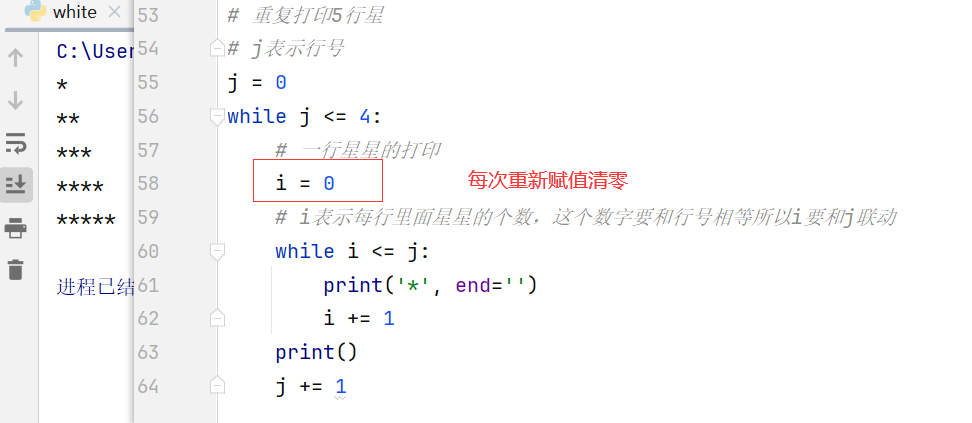 white
C:\User
*
**
***
****
*****
进程已结
53 # 重复打印5行星
54 # j表示行号
55 j = 0
56 while j <= 4:
57 # 一行星星的打印
58 i = 0 每次重新赋值清零
59 # i表示每行里面星星的个数，这个数字要和行号相等所以i要和j联动
60 while i <= j:
61 print('*', end='')
62 i += 1
63 print()
64 j += 1